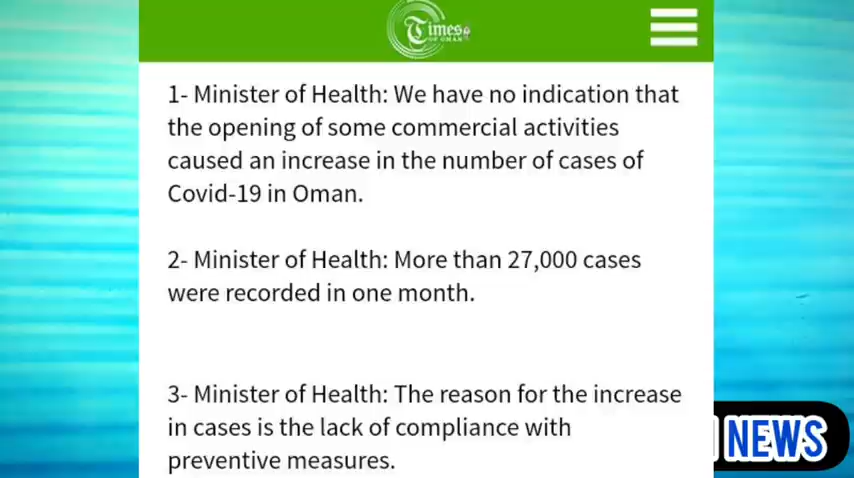 Times
OF OMAN
1- Minister of Health: We have no indication that
the opening of some commercial activities
caused an increase in the number of cases of
Covid-19 in Oman.
2- Minister of Health: More than 27,000 cases
were recorded in one month.
3- Minister of Health: The reason for the increase
in cases is the lack of compliance with
preventive measures.
NEWS